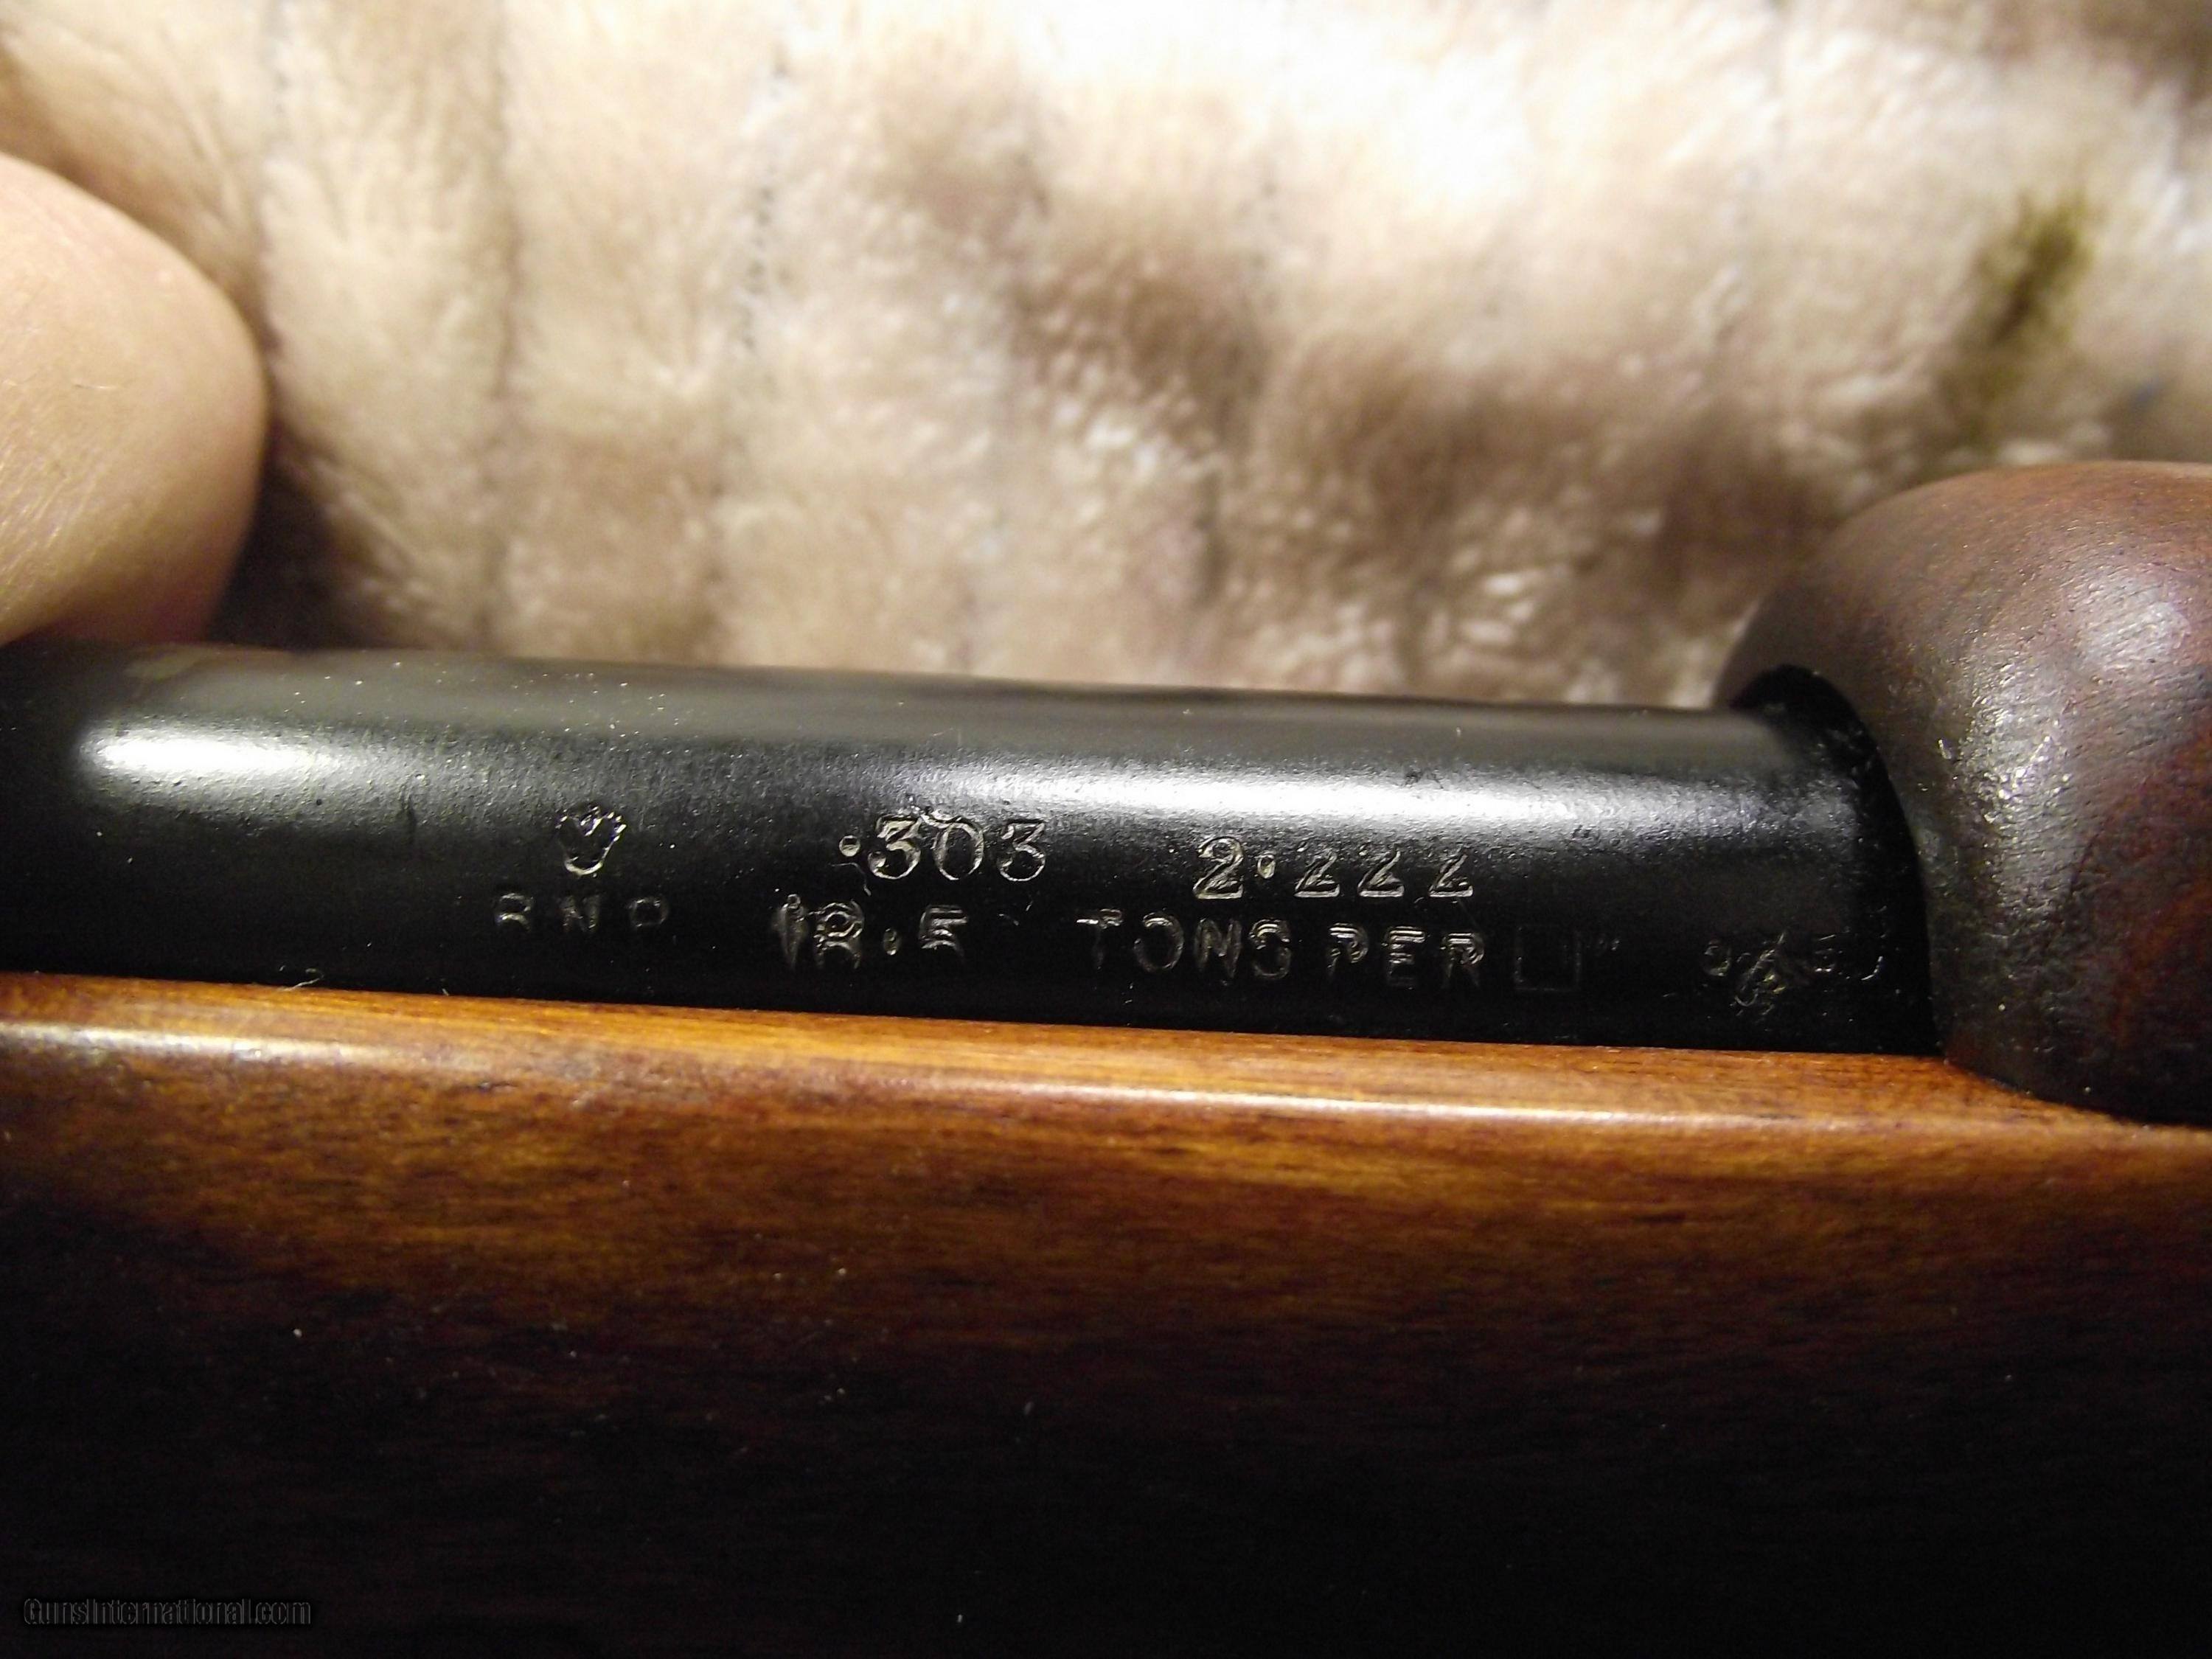 .303 2.222
RNP 18.5 TONS PER □"
GunsInternational.com